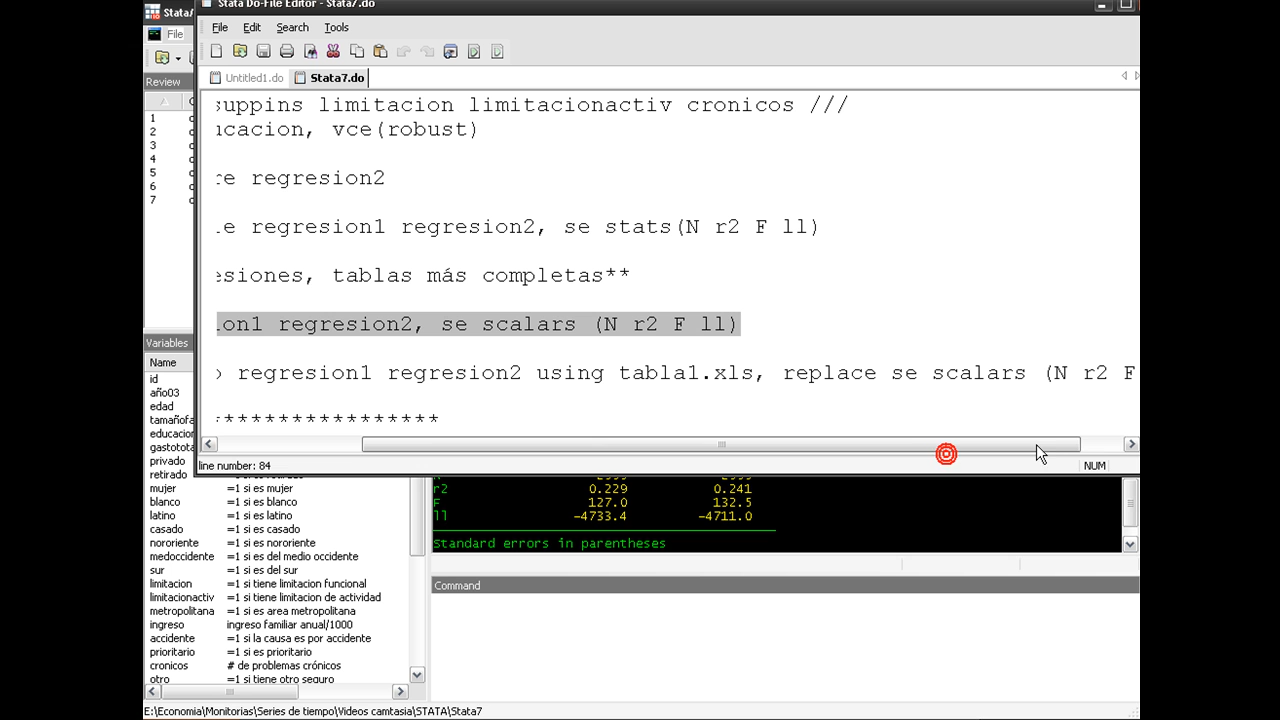 Stata Do-File Editor - Stata7.do
Stata7
File Edit Search Tools
File
Untitled1.do Stata7.do
Review
suppins limitacion limitacionactiv cronicos ///
ucacion, vce(robust)
re regresion2
le regresion1 regresion2, se stats(N r2 F ll)
esiones, tablas más completas**
ion1 regresion2, se scalars (N r2 F ll)
o regresion1 regresion2 using tabla1.xls, replace se scalars (N r2 F
*****************
line number: 84
NUM
1
2
3
4
5
6
7
Variables
Name
id
año03
edad
tamañofa
educacion
gastotota
privado
retirado
mujer =1 si es mujer
blanco =1 si es blanco
latino =1 si es latino
casado =1 si es casado
nororiente =1 si es nororiente
medoccidente =1 si es del medio occidente
sur =1 si es del sur
limitacion =1 si tiene limitacion funcional
limitacionactiv =1 si tiene limitacion de actividad
metropolitana =1 si es area metropolitana
ingreso ingreso familiar anual/1000
accidente =1 si la causa es por accidente
prioritario =1 si es prioritario
cronicos # de problemas crónicos
otro =1 si tiene otro seguro
r2 0.229 0.241
F 127.0 132.5
ll -4733.4 -4711.0
Standard errors in parentheses
Command
E:\Economia\Monitorias\Series de tiempo\Videos camtasia\STATA\Stata7